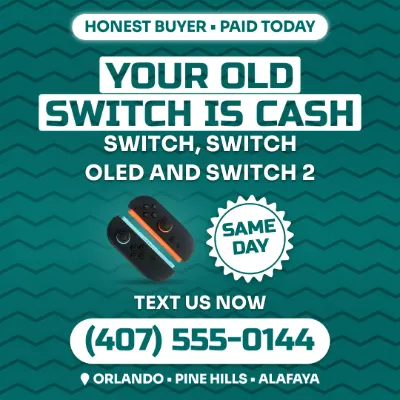 HONEST BUYER • PAID TODAY
YOUR OLD
SWITCH IS CASH
SWITCH, SWITCH
OLED AND SWITCH 2
SAME
DAY
TEXT US NOW
(407) 555-0144
ORLANDO • PINE HILLS • ALAFAYA